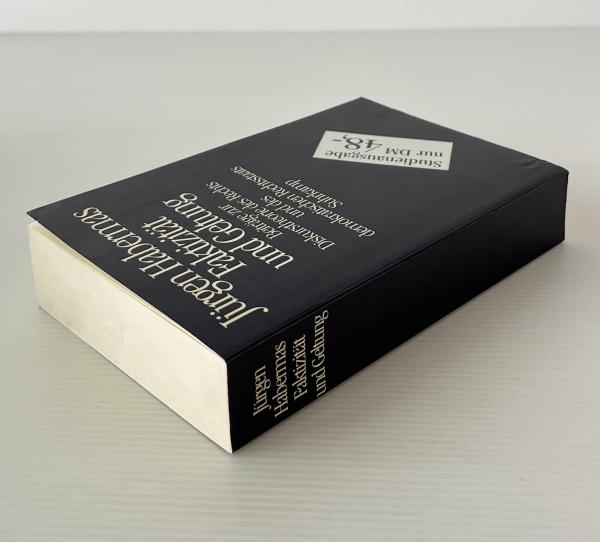 Jürgen Habermas
Faktizität
und Geltung
Beiträge zur
Diskurstheorie des Rechts
und des
demokratischen Rechtsstaats
Suhrkamp
Studienausgabe
nur DM 48,-
Jürgen
Habermas
Faktizität
und Geltung